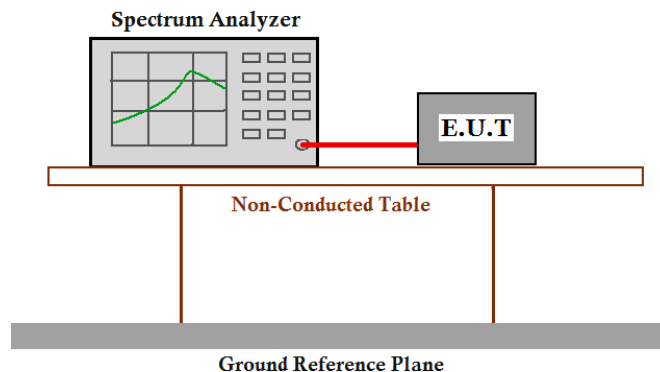 Spectrum Analyzer
E.U.T
Non-Conducted Table
Ground Reference Plane